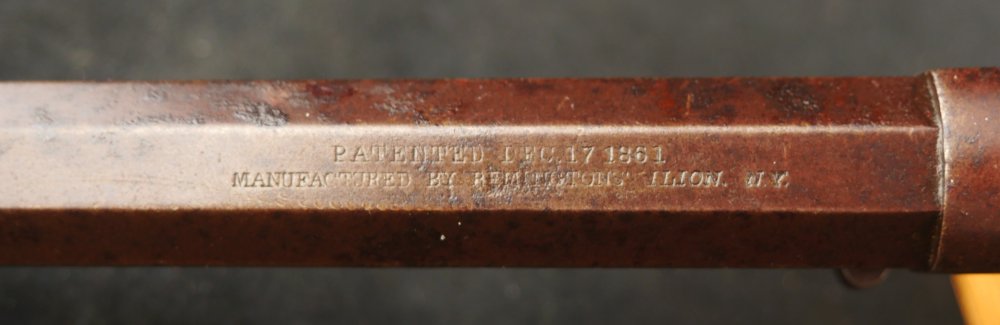 PATENTED DEC. 17 1861
MANUFACTURED BY REMINGTONS' ILION. N.Y.